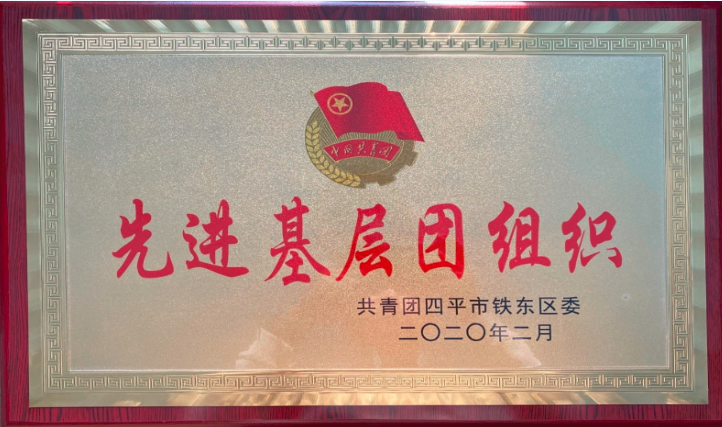 中国共青团
先进基层团组织
共青团四平市铁东区委
二〇二〇年二月